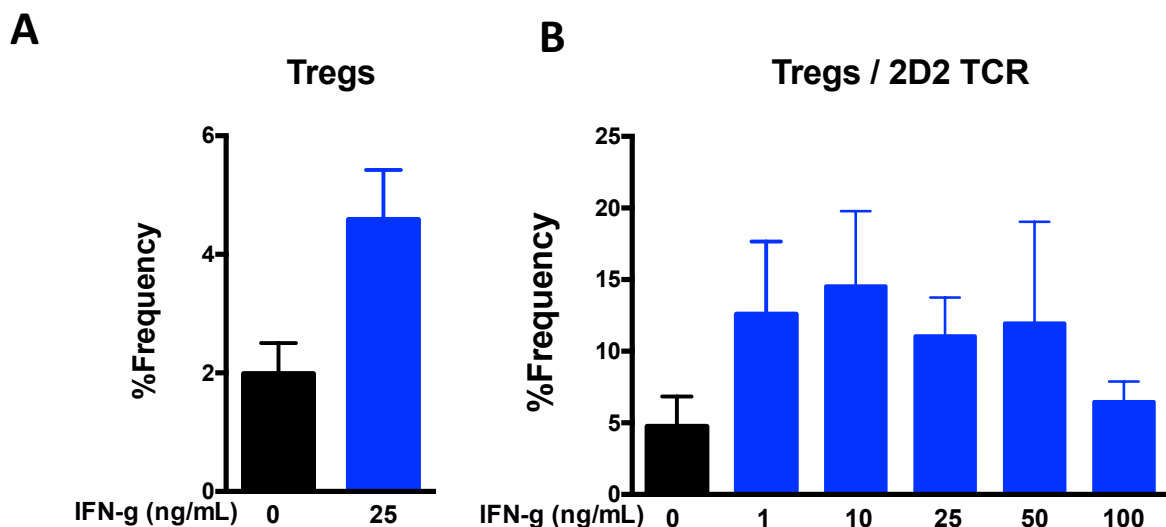 A
Tregs
%Frequency
6
4
2
0
IFN-g (ng/mL) 0 25
B
Tregs / 2D2 TCR
%Frequency
25
20
15
10
5
0
IFN-g (ng/mL) 0 1 10 25 50 100